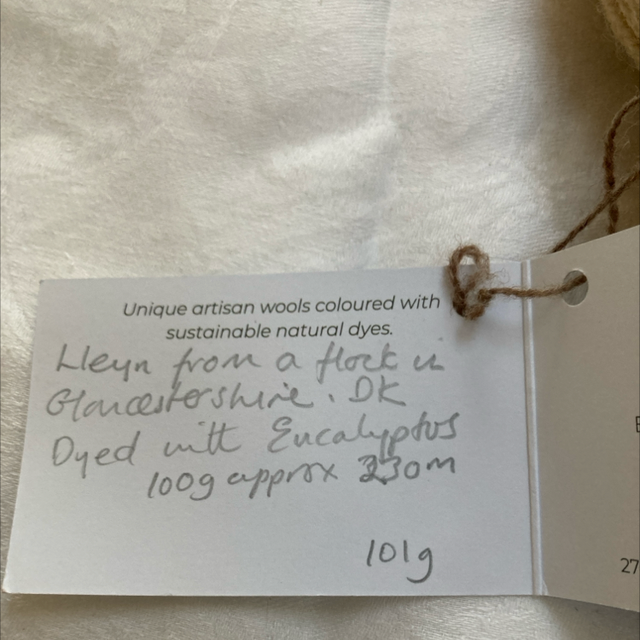 Unique artisan wools coloured with
sustainable natural dyes.
Lleyn from a flock in
Gloucestershire. DK
Dyed with Eucalyptus
100g approx 230m
101g
27